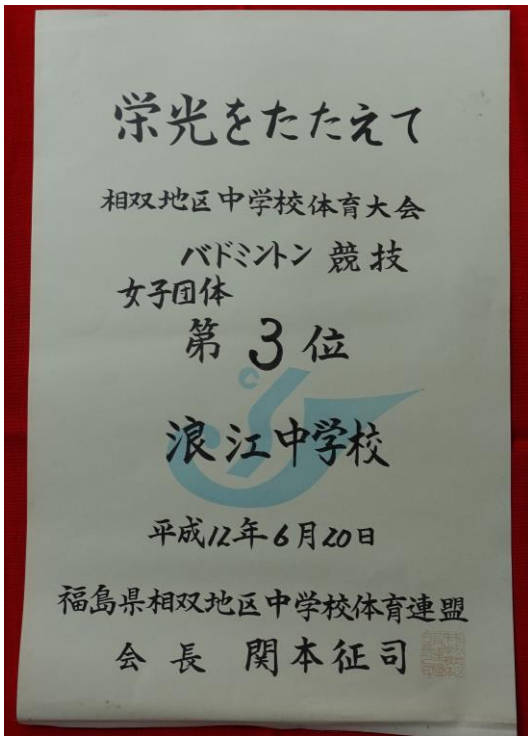 栄光をたたえて
相双地区中学校体育大会
バドミントン 競技
女子団体
第 3 位
浪江中学校
平成12年6月20日
福島県相双地区中学校体育連盟
会 長 関本征司